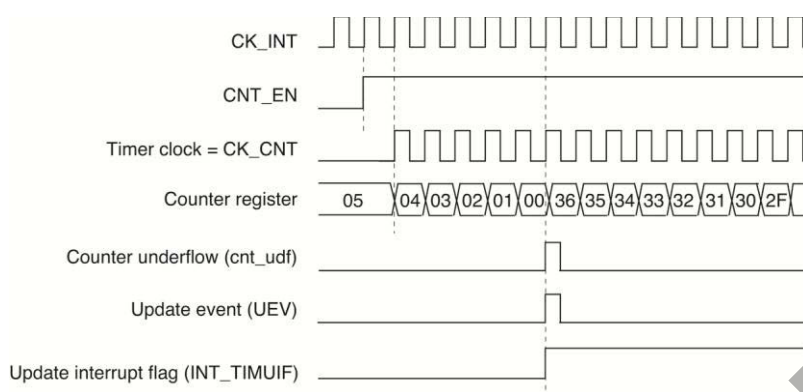 CK_INT
CNT_EN
Timer clock = CK_CNT
Counter register 05 04 03 02 01 00 36 35 34 33 32 31 30 2F
Counter underflow (cnt_udf)
Update event (UEV)
Update interrupt flag (INT_TIMUIF)